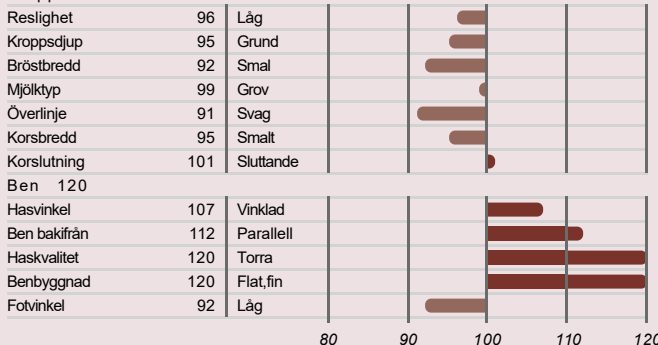 Reslighet 96 Låg
Kroppsdjup 95 Grund
Bröstbredd 92 Smal
Mjölktyp 99 Grov
Överlinje 91 Svag
Korsbredd 95 Smalt
Korslutning 101 Sluttande
Ben 120
Hasvinkel 107 Vinklad
Ben bakifrån 112 Parallell
Haskvalitet 120 Torra
Benbyggnad 120 Flat,fin
Fotvinkel 92 Låg
80 90 100 110 120